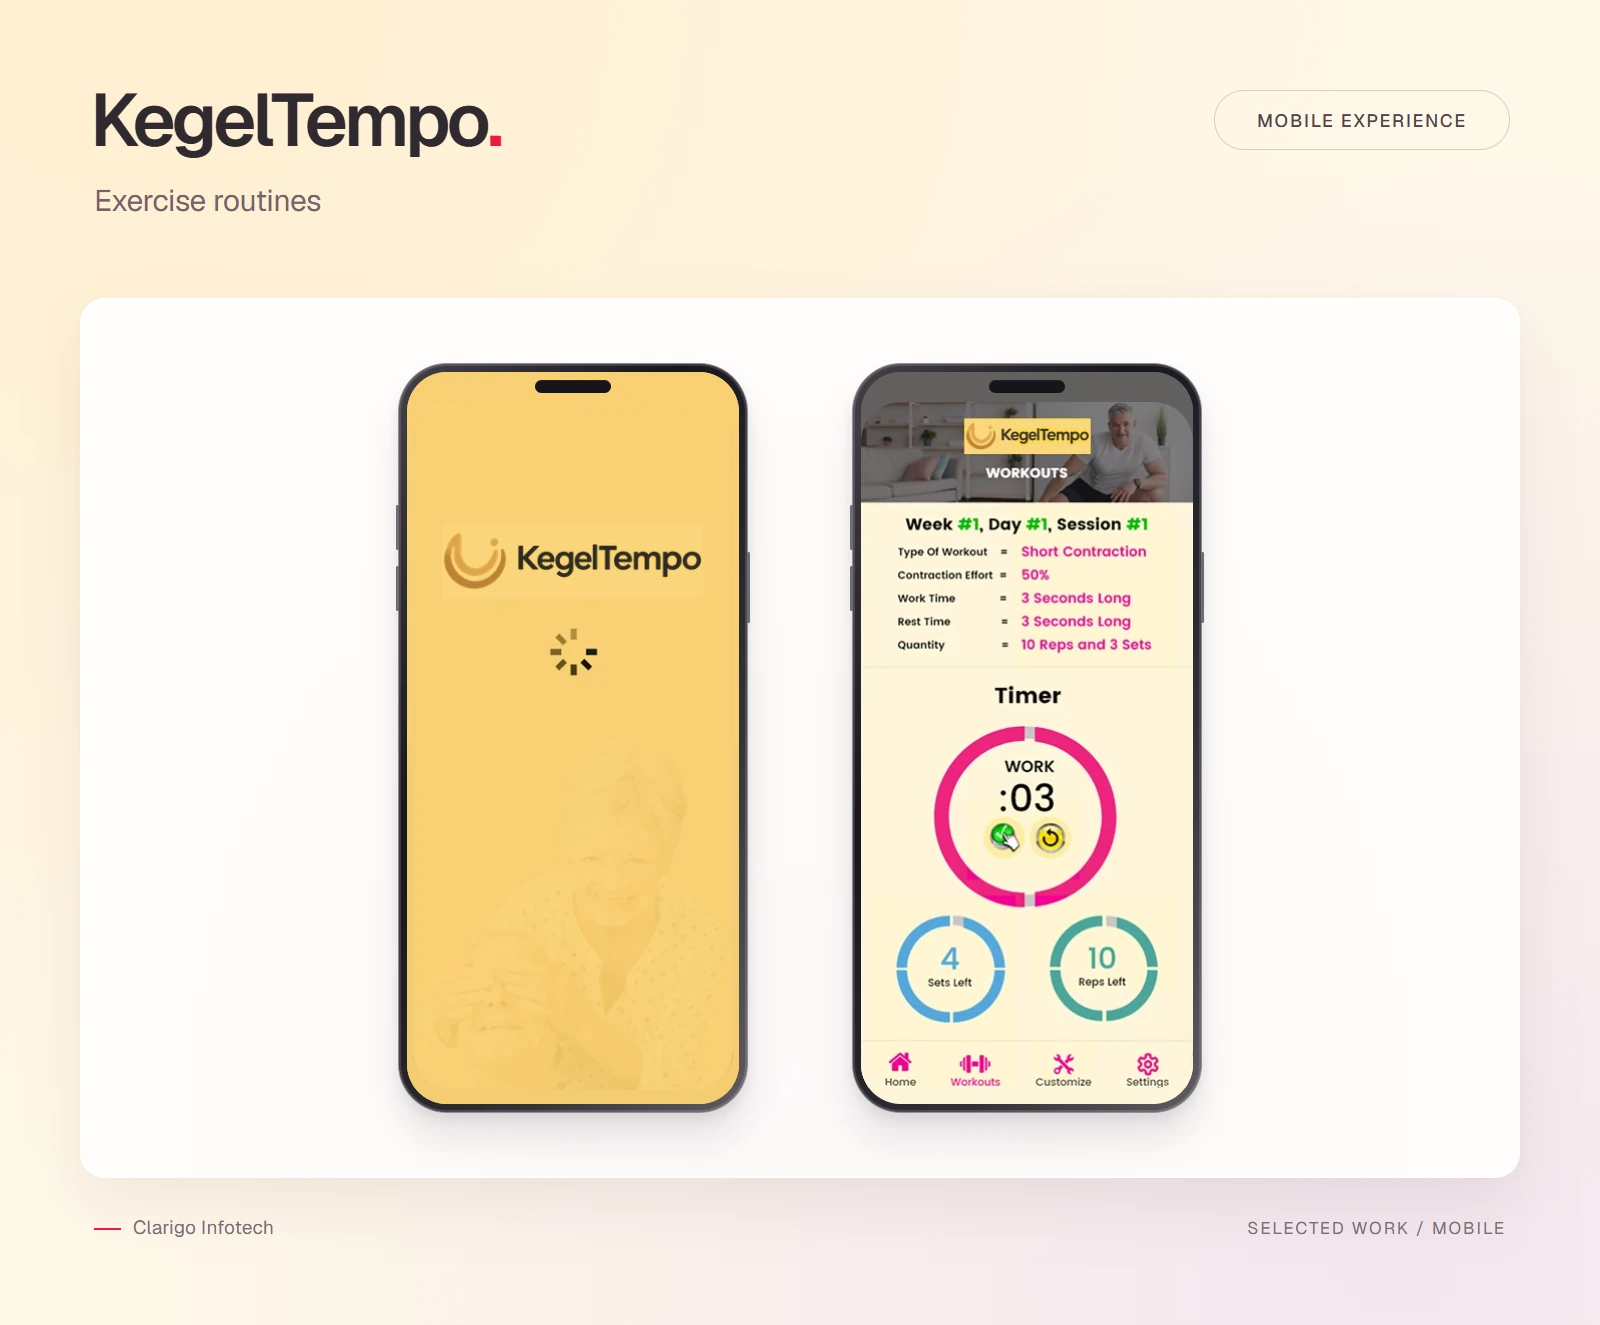 KegelTempo.
MOBILE EXPERIENCE
Exercise routines
KegelTempo
KegelTempo
WORKOUTS
Week #1, Day #1, Session #1
Type Of Workout = Short Contraction
Contraction Effort = 50%
Work Time = 3 Seconds Long
Rest Time = 3 Seconds Long
Quantity = 10 Reps and 3 Sets
Timer
WORK
:03
4
Sets Left
10
Reps Left
Home Workouts Customize Settings
Clarigo Infotech
SELECTED WORK / MOBILE